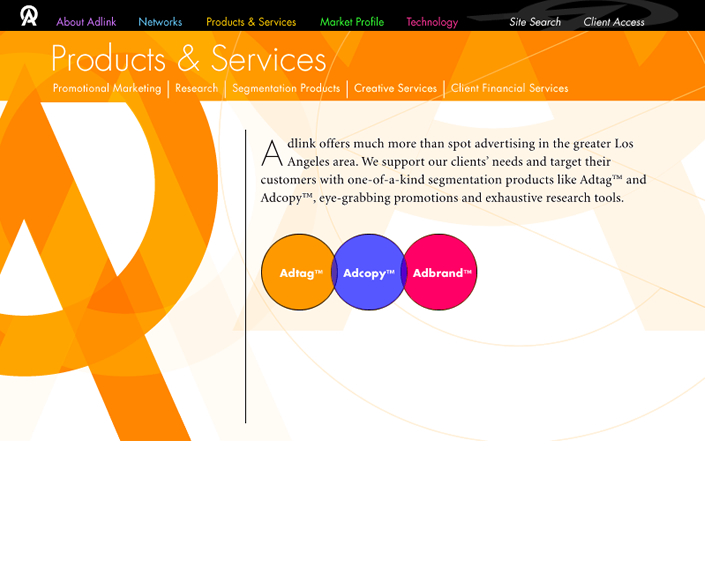 About Adlink Networks Products & Services Market Profile Technology Site Search Client Access
Products & Services
Promotional Marketing | Research | Segmentation Products | Creative Services | Client Financial Services
Adlink offers much more than spot advertising in the greater Los
Angeles area. We support our clients’ needs and target their
customers with one-of-a-kind segmentation products like Adtag™ and
Adcopy™, eye-grabbing promotions and exhaustive research tools.
Adtag™ Adcopy™ Adbrand™